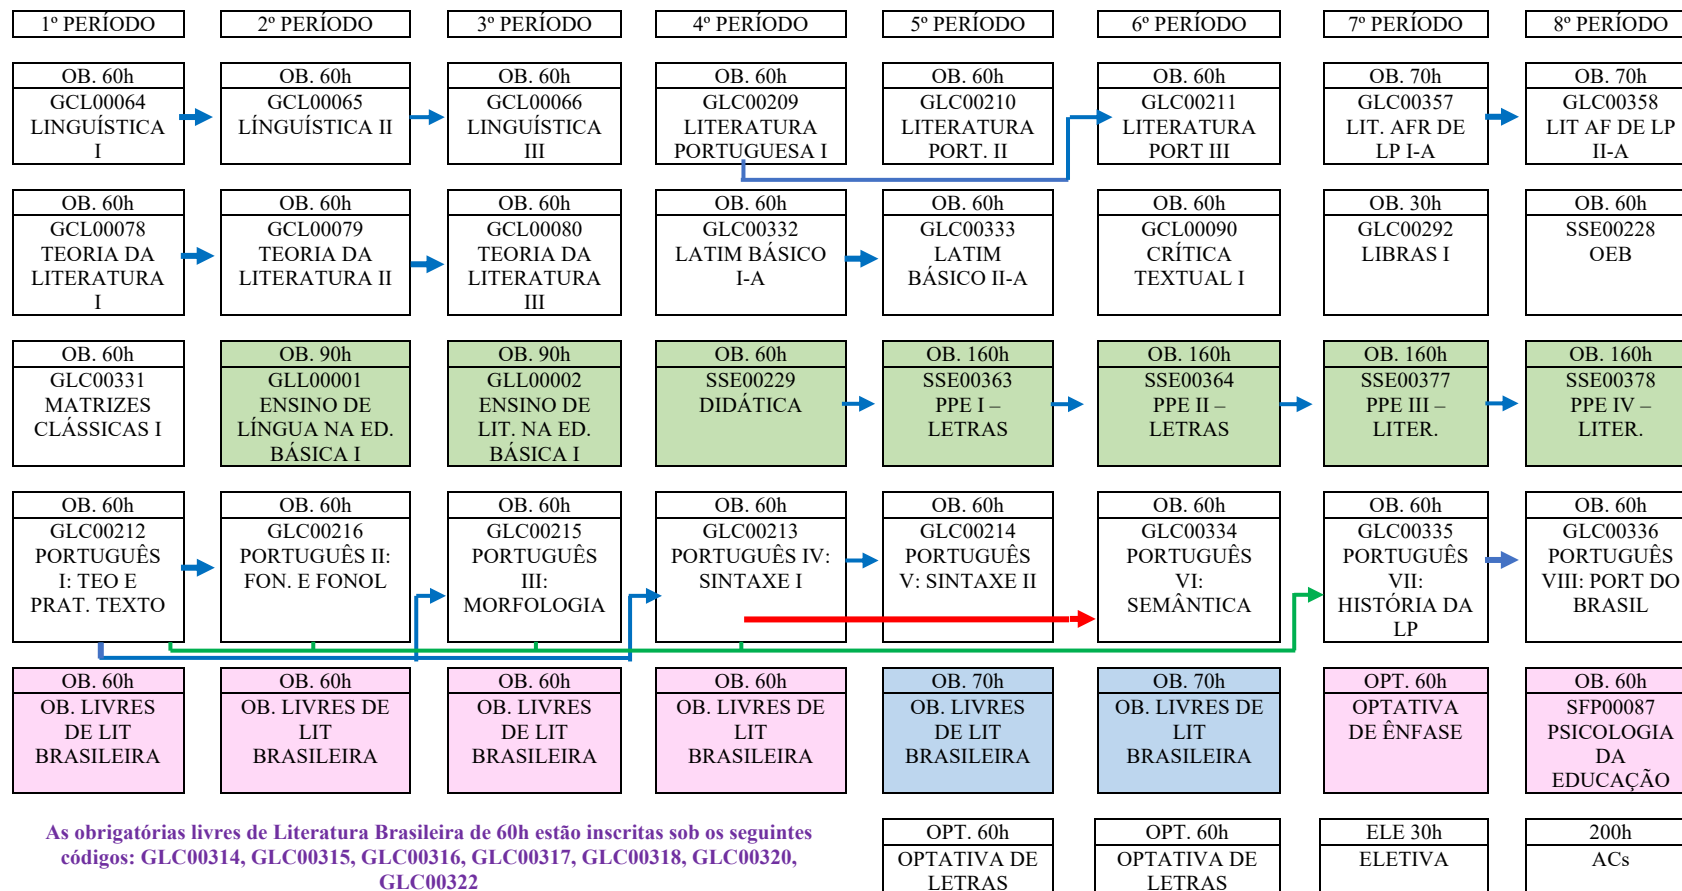 1º PERÍODO
2º PERÍODO
3º PERÍODO
4º PERÍODO
5º PERÍODO
6º PERÍODO
7º PERÍODO
8º PERÍODO
OB. 60h
GCL00064
LINGUÍSTICA
I
OB. 60h
GCL00065
LÍNGUÍSTICA II
OB. 60h
GCL00066
LINGUÍSTICA
III
OB. 60h
GLC00209
LITERATURA
PORTUGUESA I
OB. 60h
GLC00210
LITERATURA
PORT. II
OB. 60h
GLC00211
LITERATURA
PORT III
OB. 70h
GLC00357
LIT. AFR DE
LP I-A
OB. 70h
GLC00358
LIT AF DE LP
II-A
OB. 60h
GCL00078
TEORIA DA
LITERATURA
I
OB. 60h
GCL00079
TEORIA DA
LITERATURA II
OB. 60h
GCL00080
TEORIA DA
LITERATURA
III
OB. 60h
GLC00332
LATIM BÁSICO
I-A
OB. 60h
GLC00333
LATIM
BÁSICO II-A
OB. 60h
GCL00090
CRÍTICA
TEXTUAL I
OB. 30h
GLC00292
LIBRAS I
OB. 60h
SSE00228
OEB
OB. 60h
GLC00331
MATRIZES
CLÁSSICAS I
OB. 90h
GLL00001
ENSINO DE
LÍNGUA NA ED.
BÁSICA I
OB. 90h
GLL00002
ENSINO DE
LIT. NA ED.
BÁSICA I
OB. 60h
SSE00229
DIDÁTICA
OB. 160h
SSE00363
PPE I –
LETRAS
OB. 160h
SSE00364
PPE II –
LETRAS
OB. 160h
SSE00377
PPE III –
LITER.
OB. 160h
SSE00378
PPE IV –
LITER.
OB. 60h
GLC00212
PORTUGUÊS
I: TEO E
PRAT. TEXTO
OB. 60h
GLC00216
PORTUGUÊS II:
FON. E FONOL
OB. 60h
GLC00215
PORTUGUÊS
III:
MORFOLOGIA
OB. 60h
GLC00213
PORTUGUÊS IV:
SINTAXE I
OB. 60h
GLC00214
PORTUGUÊS
V: SINTAXE II
OB. 60h
GLC00334
PORTUGUÊS
VI:
SEMÂNTICA
OB. 60h
GLC00335
PORTUGUÊS
VII:
HISTÓRIA DA
LP
OB. 60h
GLC00336
PORTUGUÊS
VIII: PORT DO
BRASIL
OB. 60h
OB. LIVRES
DE LIT
BRASILEIRA
OB. 60h
OB. LIVRES DE
LIT
BRASILEIRA
OB. 60h
OB. LIVRES
DE LIT
BRASILEIRA
OB. 60h
OB. LIVRES DE
LIT
BRASILEIRA
OB. 70h
OB. LIVRES
DE LIT
BRASILEIRA
OB. 70h
OB. LIVRES DE
LIT
BRASILEIRA
OPT. 60h
OPTATIVA
DE ÊNFASE
OB. 60h
SFP00087
PSICOLOGIA
DA
EDUCAÇÃO
As obrigatórias livres de Literatura Brasileira de 60h estão inscritas sob os seguintes
códigos: GLC00314, GLC00315, GLC00316, GLC00317, GLC00318, GLC00320,
GLC00322
OPT. 60h
OPTATIVA DE
LETRAS
OPT. 60h
OPTATIVA DE
LETRAS
ELE 30h
ELETIVA
200h
ACs